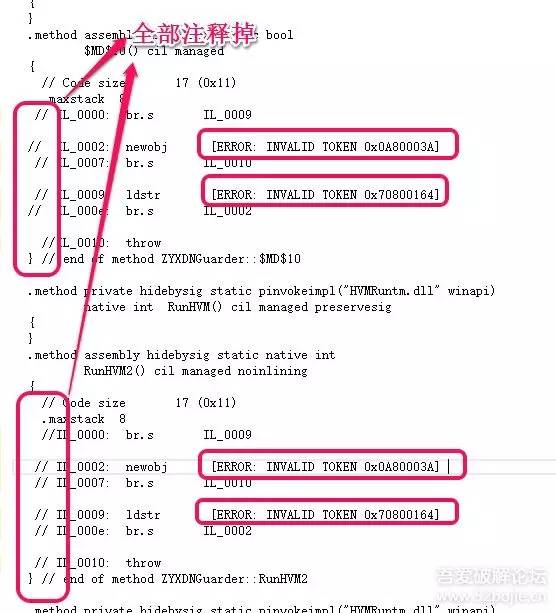 }
.method assembly 全部注释掉 bool
$MD$10() cil managed
{
// Code size 17 (0x11)
.maxstack 8
// IL_0000: br.s IL_0009
// IL_0002: newobj [ERROR: INVALID TOKEN 0x0A80003A]
// IL_0007: br.s IL_0010
// IL_0009 ldstr [ERROR: INVALID TOKEN 0x70800164]
// IL_000e: br.s IL_0002
//IL_0010: throw
} // end of method ZYXDNGuarder::$MD$10
.method private hidebysig static pinvokeimpl("HVMRuntm.dll" winapi)
native int RunHVM() cil managed preservesig
{
}
.method assembly hidebysig static native int
RunHVM2() cil managed noinlining
{
// Code size 17 (0x11)
.maxstack 8
//IL_0000: br.s IL_0009
// IL_0002: newobj [ERROR: INVALID TOKEN 0x0A80003A]
// IL_0007: br.s IL_0010
// IL_0009: ldstr [ERROR: INVALID TOKEN 0x70800164]
// IL_000e: br.s IL_0002
// IL_0010: throw
} // end of method ZYXDNGuarder::RunHVM2
.method private hidebysig static pinvokeimpl("HVMRuntm.dll" winapi)
吾爱破解论坛
www.52pojie.cn